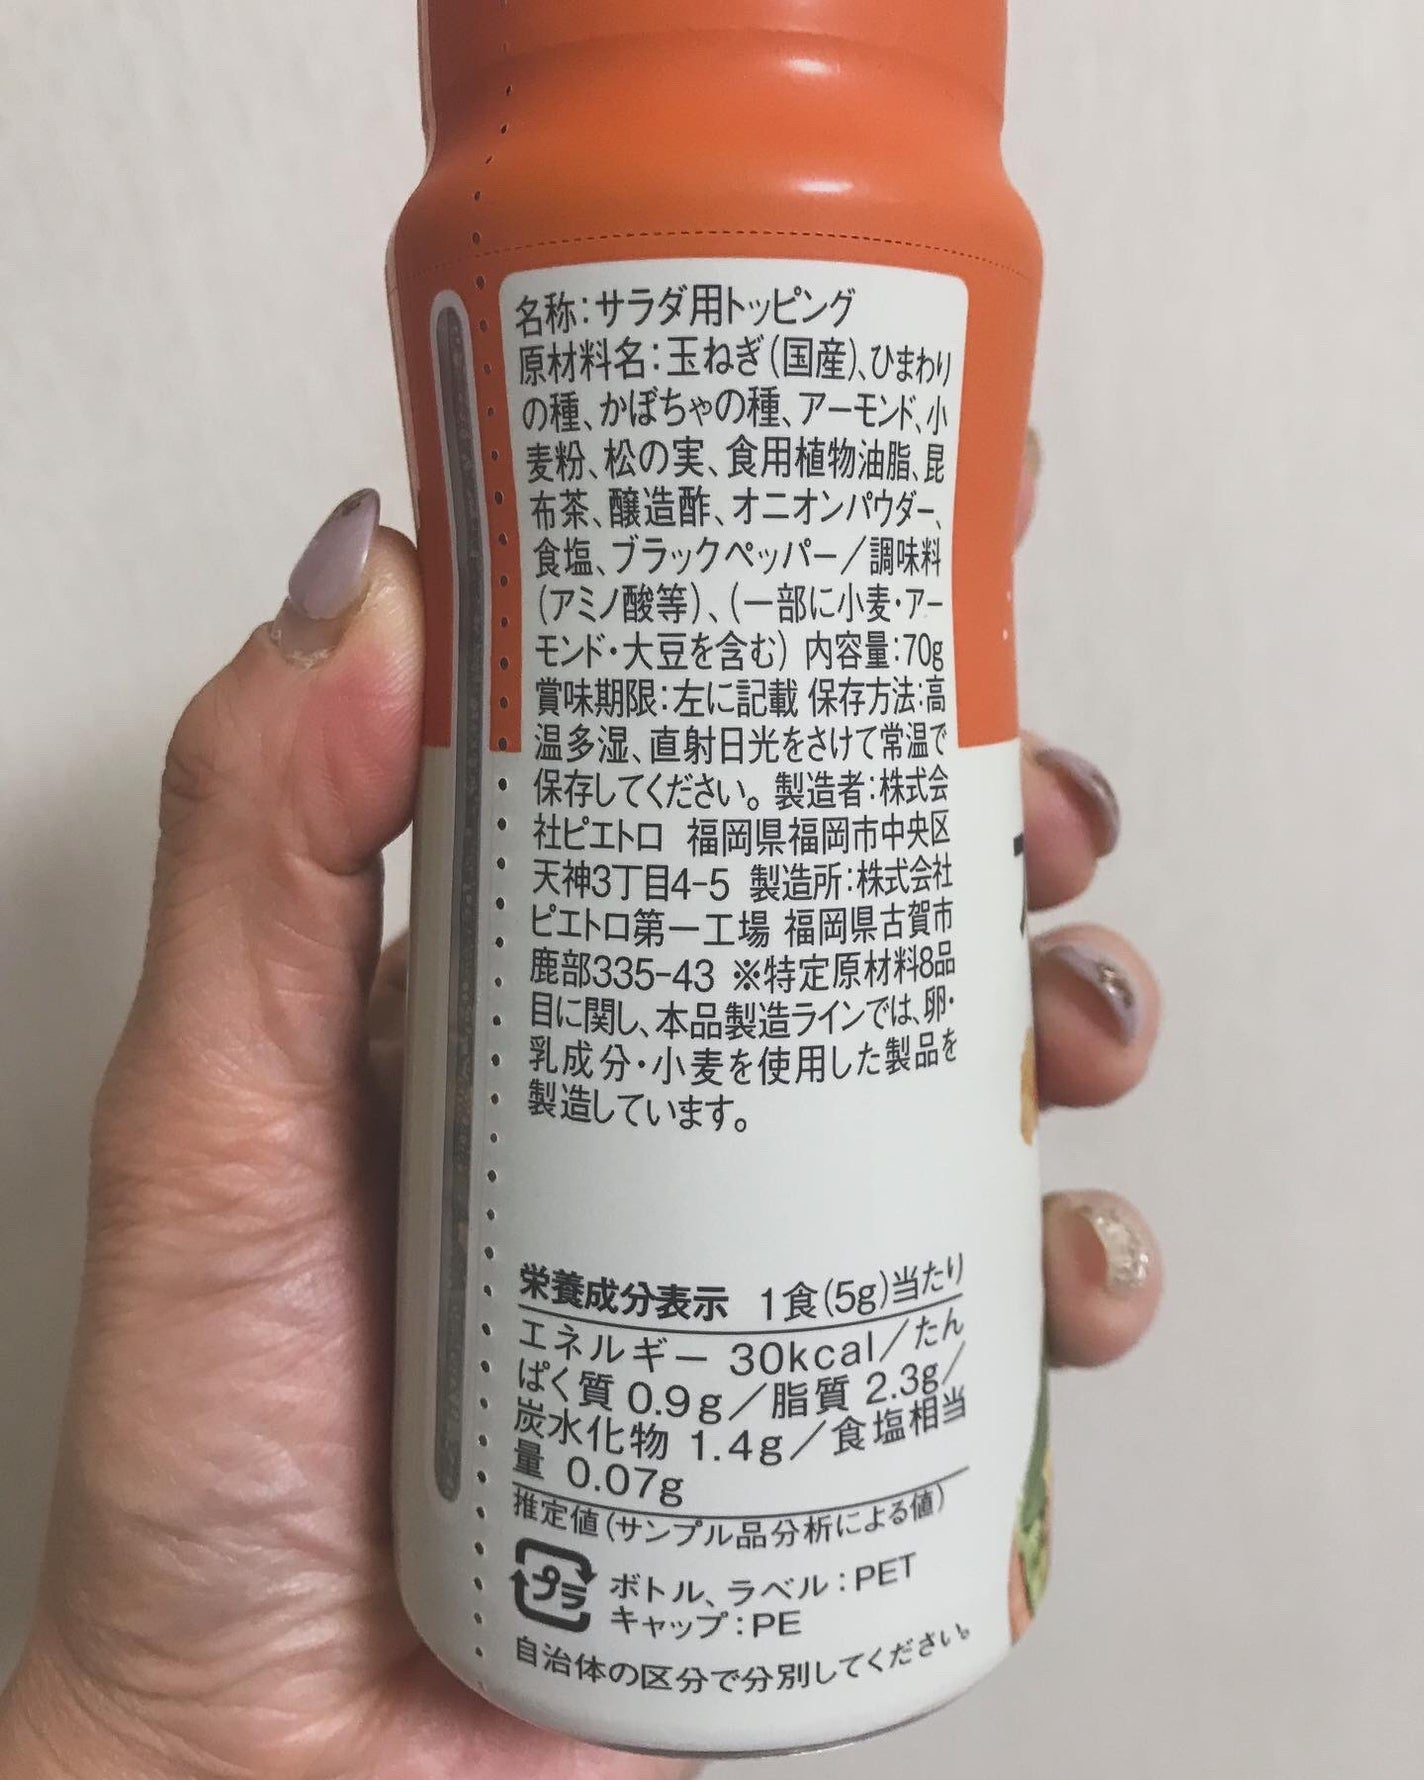 名称:サラダ用トッピング
原材料名:玉ねぎ(国産)、ひまわり
の種、かぼちゃの種、アーモンド、小
麦粉、松の実、食用植物油脂、昆
布茶、醸造酢、オニオンパウダー、
食塩、ブラックペッパー/調味料
(アミノ酸等)、(一部に小麦・アー
モンド・大豆を含む) 内容量:70g
賞味期限:左に記載 保存方法:高
温多湿、直射日光をさけて常温で
保存してください。製造者:株式会
社ピエトロ 福岡県福岡市中央区
天神3丁目4-5 製造所:株式会社
ピエトロ第一工場 福岡県古賀市
鹿部335-43 ※特定原材料8品
目に関し、本品製造ラインでは、卵・
乳成分・小麦を使用した製品を
製造しています。
栄養成分表示 1食(5g)当たり
エネルギー 30kcal/たん
ぱく質 0.9g/脂質 2.3g/
炭水化物 1.4g/食塩相当
量 0.07g
推定値(サンプル品分析による値)
プラ ボトル、ラベル:PET
キャップ:PE
自治体の区分で分別してください。